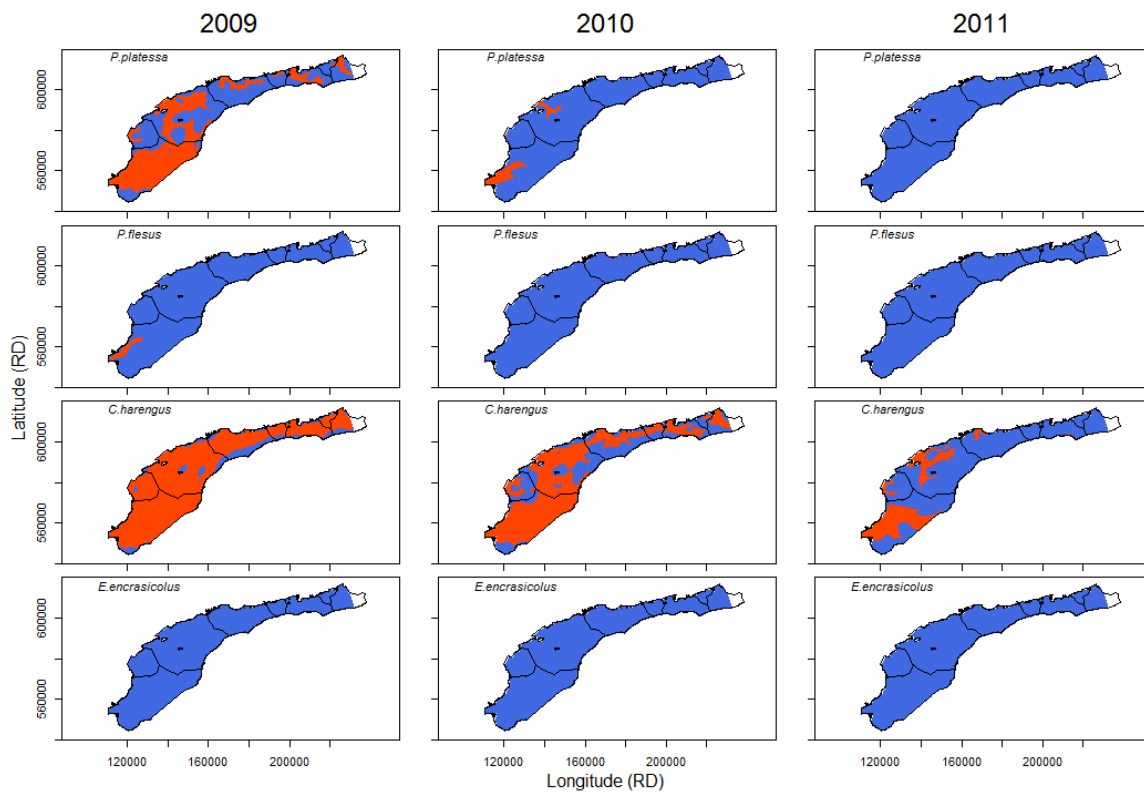 2009 2010 2011
P.platessa P.platessa P.platessa
600000
560000
P.flesus P.flesus P.flesus
600000
560000
Latitude (RD)
C.harengus C.harengus C.harengus
600000
560000
E.encrasicolus E.encrasicolus E.encrasicolus
600000
560000
120000 160000 200000 120000 160000 200000 120000 160000 200000
Longitude (RD)